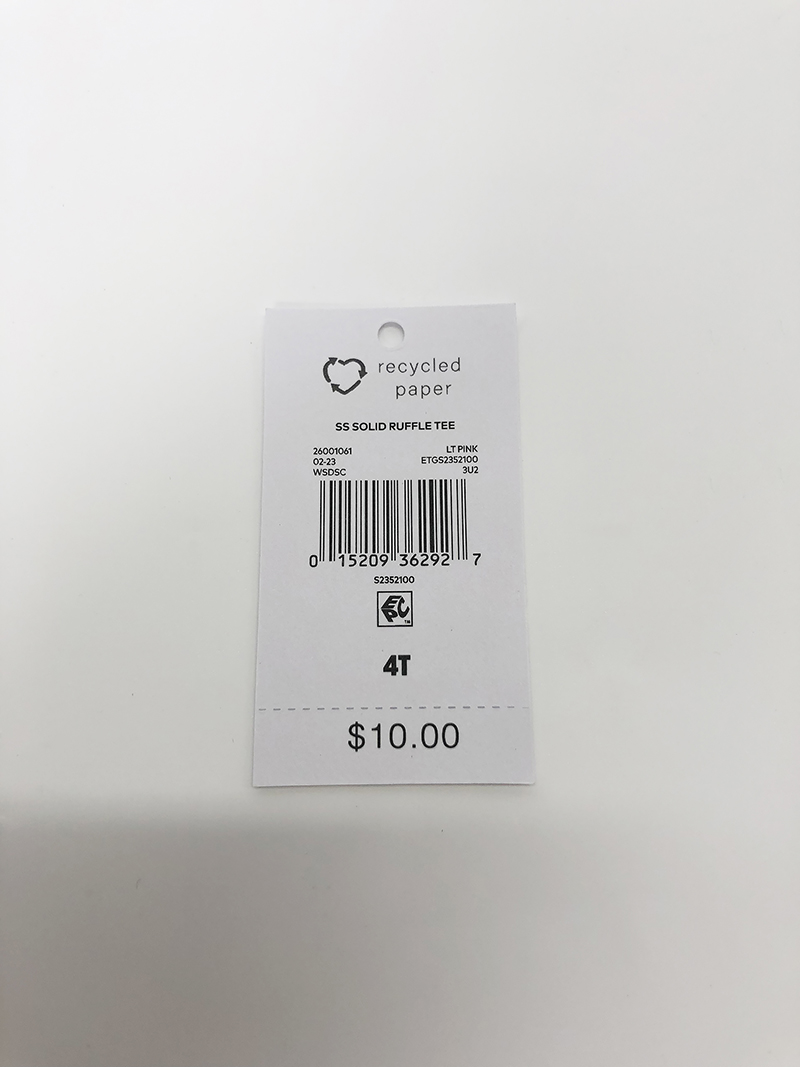 recycled
paper
SS SOLID RUFFLE TEE
26001061 LT PINK
02-23 ETGS2352100
WSDSC 3U2
0 15209 36292 7
S2352100
EPC™
4T
$10.00